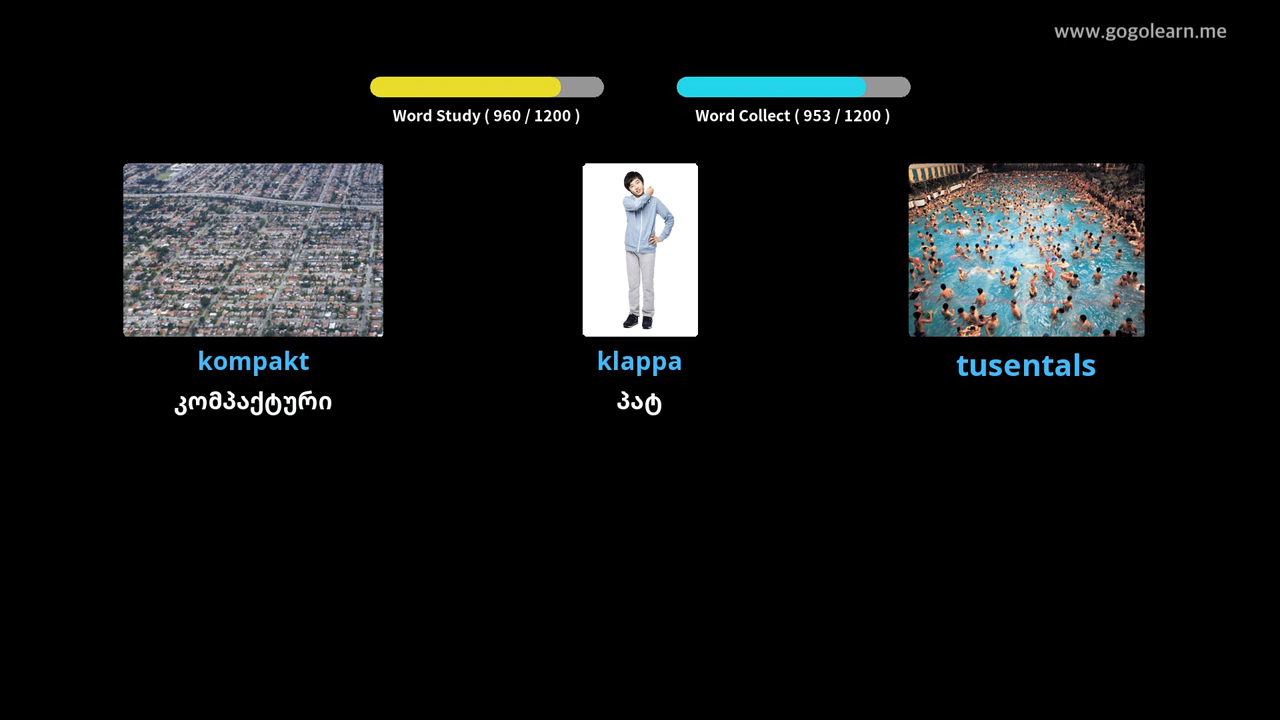 www.gogolearn.me
Word Study ( 960 / 1200 )
Word Collect ( 953 / 1200 )
kompakt
klappa
tusentals
კომპაქტური
პატ